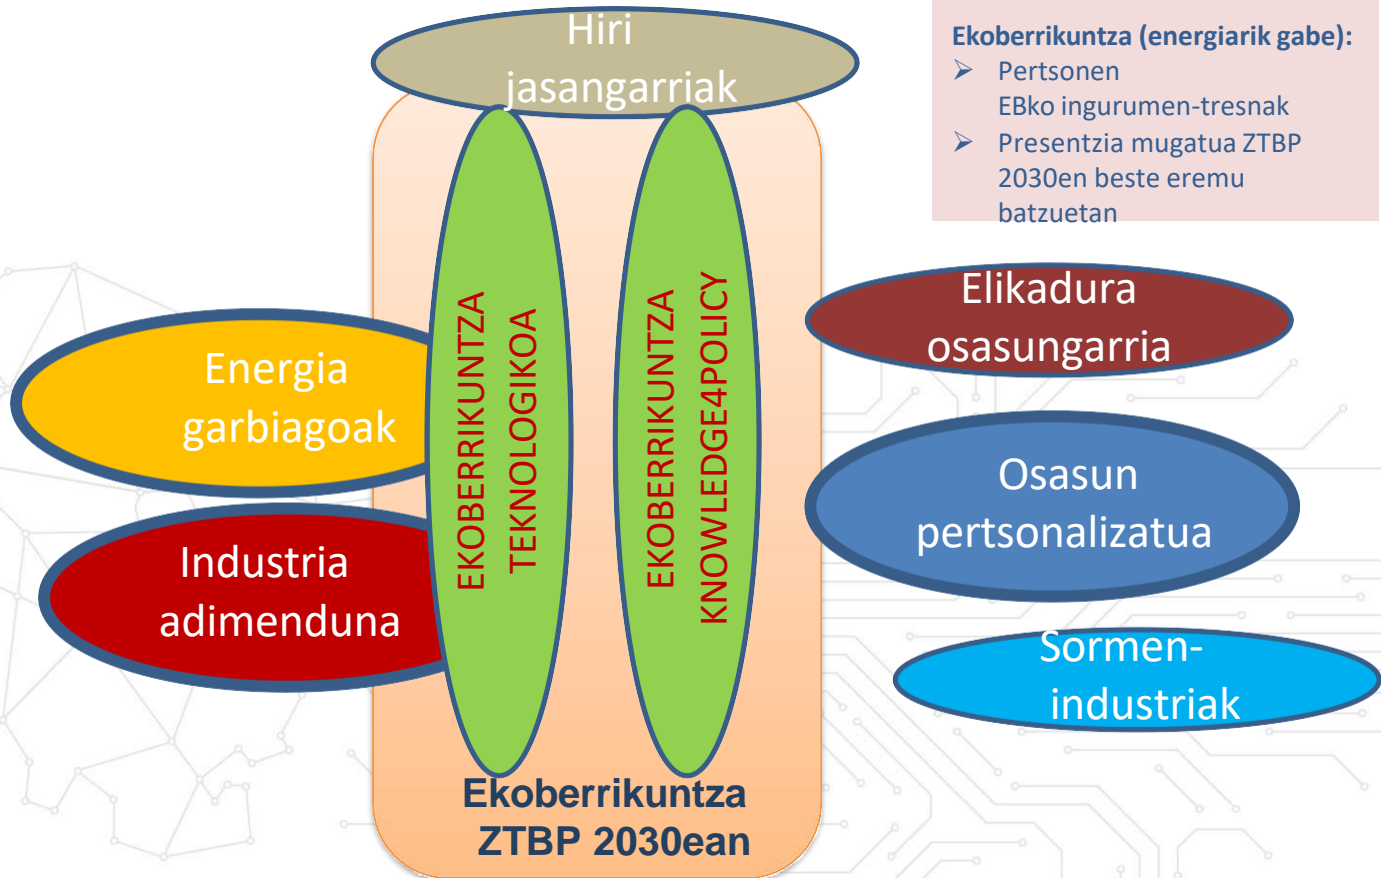 Hiri
jasangarriak
Ekoberrikuntza (energiarik gabe):
➢ Pertsonen
EBko ingurumen-tresnak
➢ Presentzia mugatua ZTBP
2030en beste eremu
batzuetan
Energia
garbiagoak
Industria
adimenduna
EKOBERRIKUNTZA
TEKNOLOGIKOA
EKOBERRIKUNTZA
KNOWLEDGE4POLICY
Elikadura
osasungarria
Osasun
pertsonalizatua
Sormen-
industriak
Ekoberrikuntza
ZTBP 2030ean